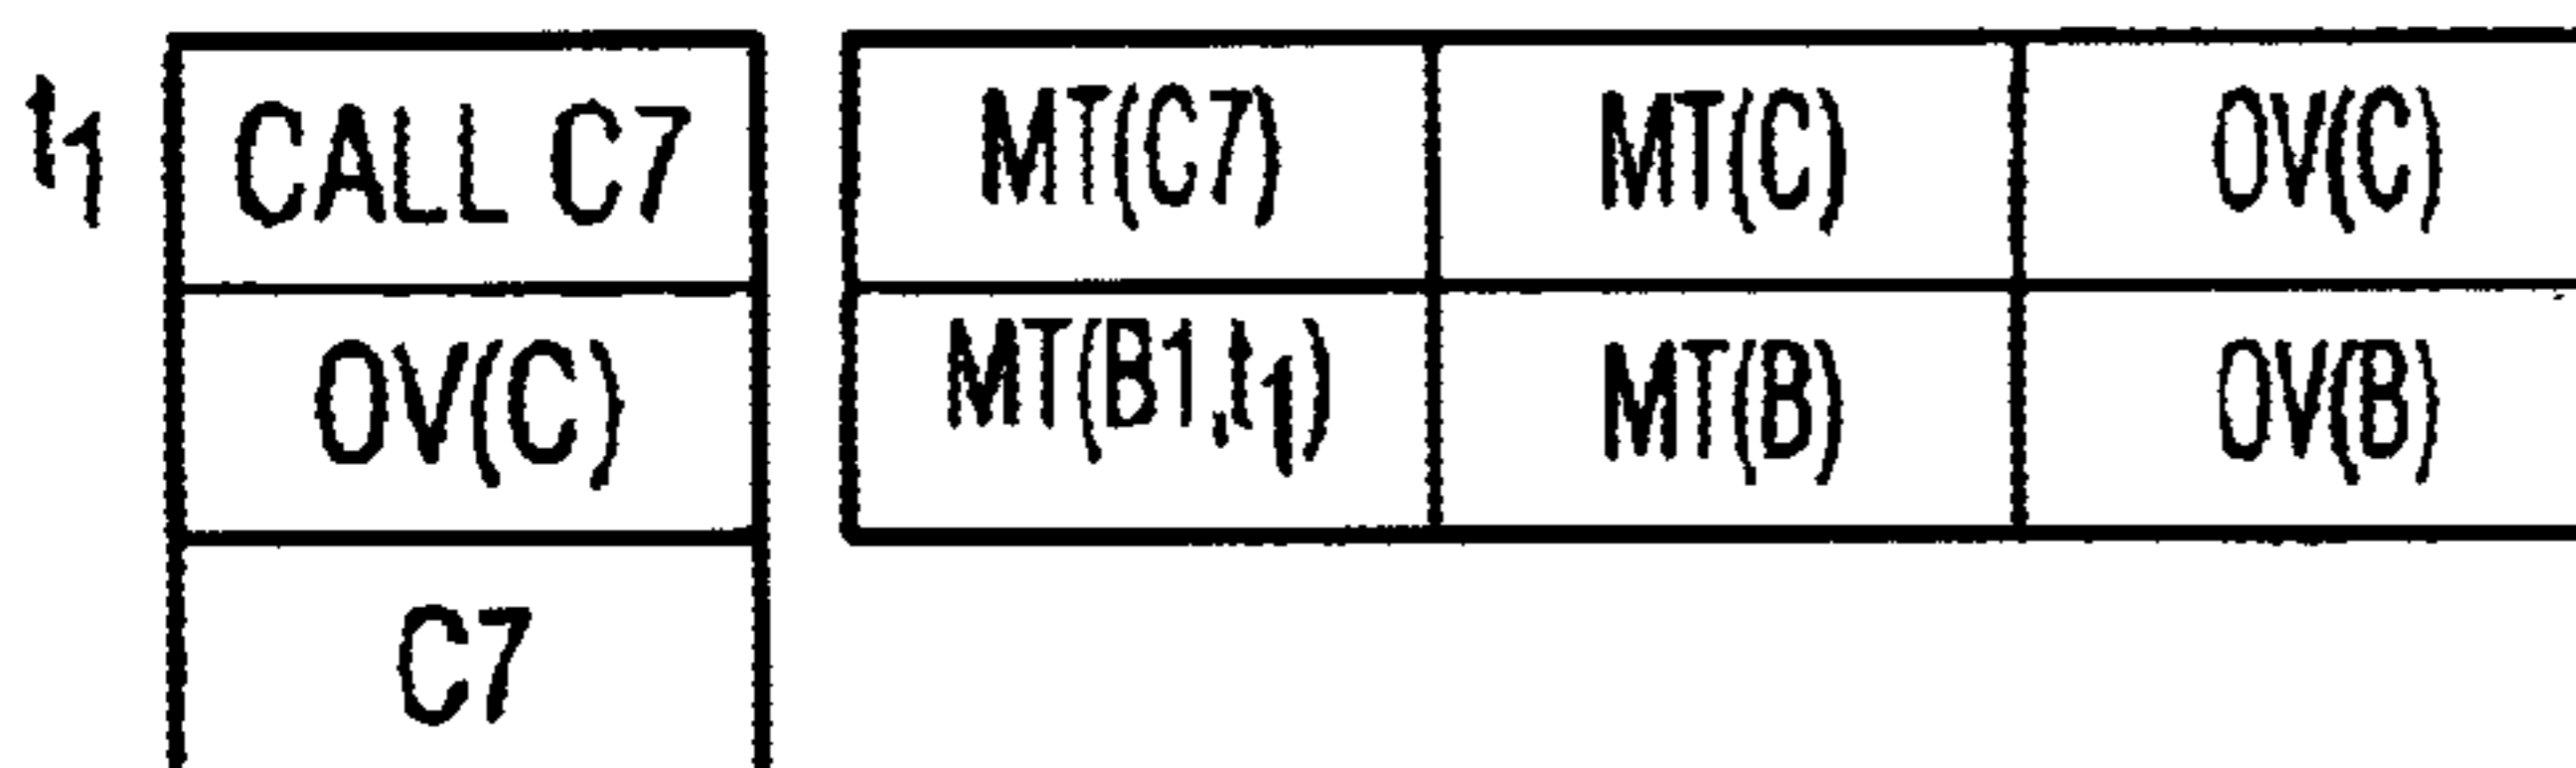 t₁ CALL C7 MT(C7) MT(C) OV(C)
OV(C) MT(B1,t₁) MT(B) OV(B)
C7